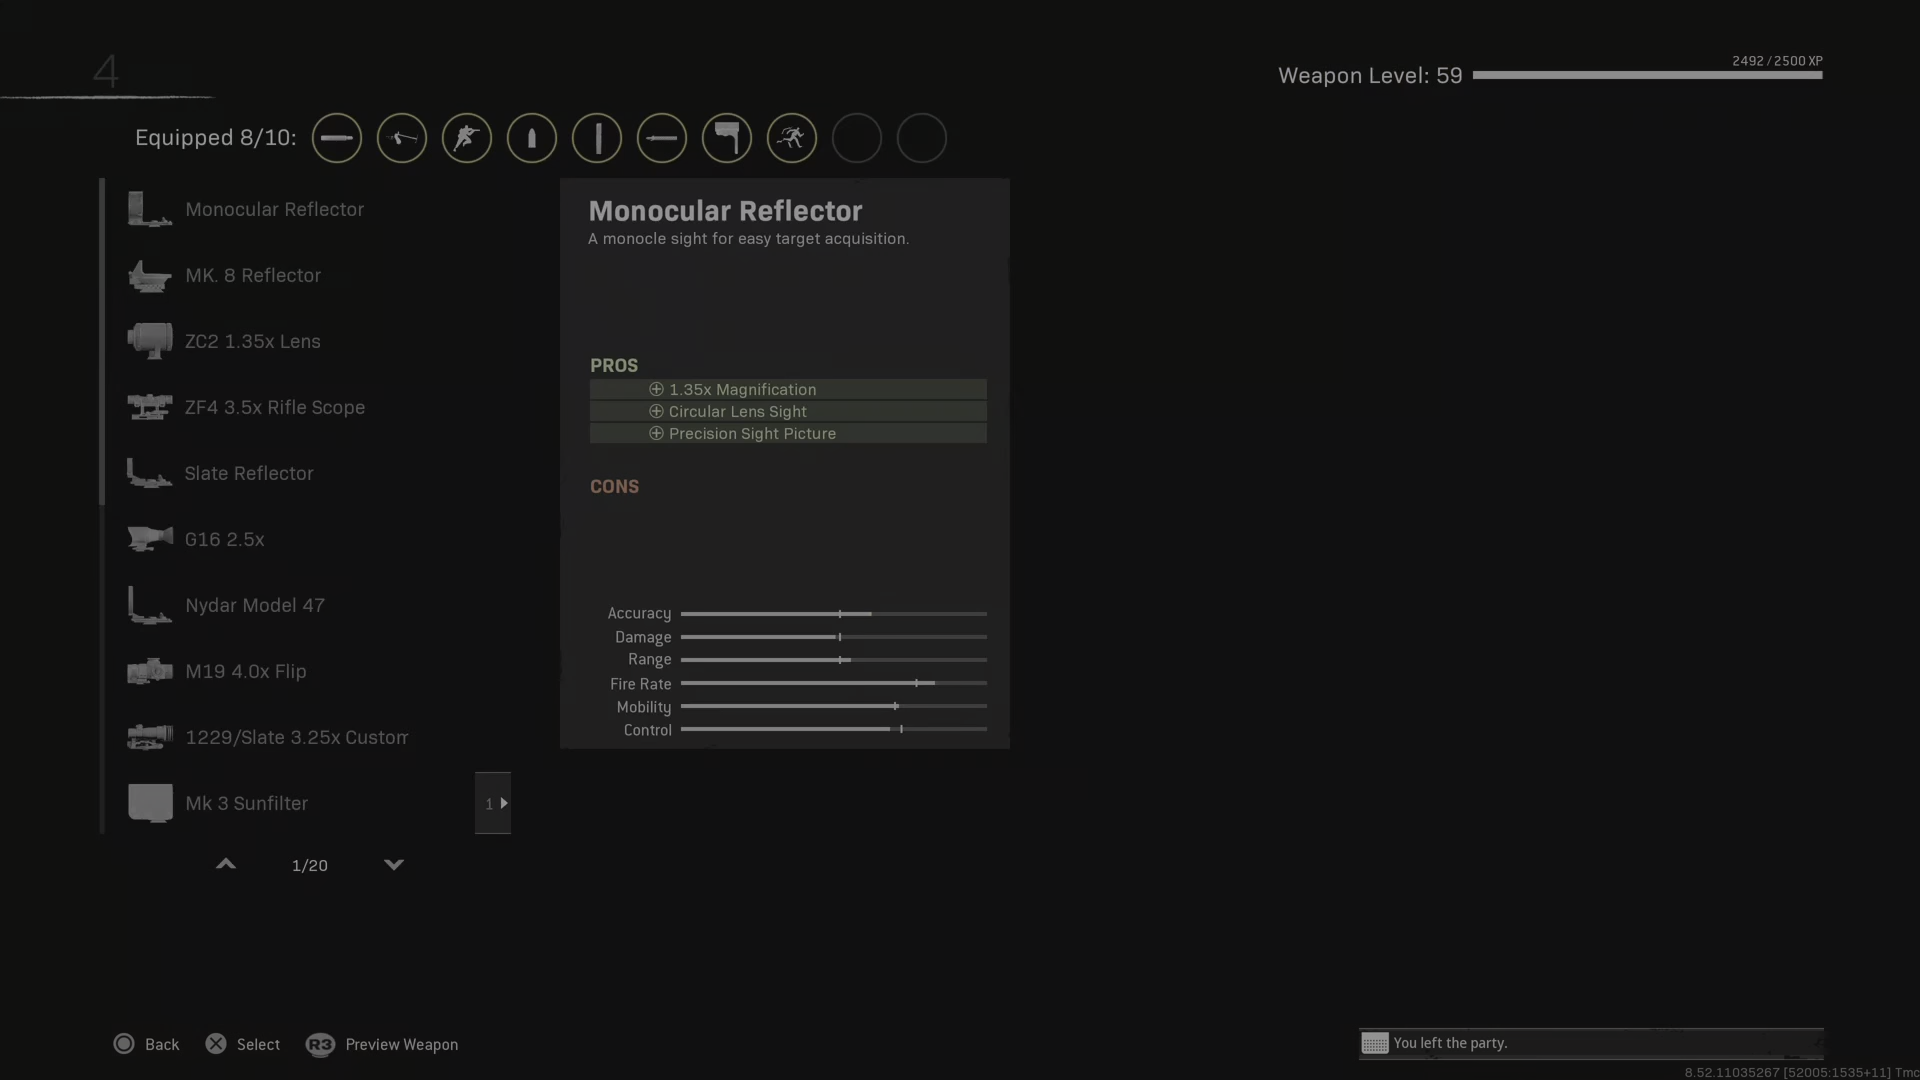 4
2492 / 2500 XP
Weapon Level: 59
Equipped 8/10:
Monocular Reflector
MK. 8 Reflector
ZC2 1.35x Lens
ZF4 3.5x Rifle Scope
Slate Reflector
G16 2.5x
Nydar Model 47
M19 4.0x Flip
1229/Slate 3.25x Custom
Mk 3 Sunfilter
1
1/20
Monocular Reflector
A monocle sight for easy target acquisition.
PROS
1.35x Magnification
Circular Lens Sight
Precision Sight Picture
CONS
Accuracy
Damage
Range
Fire Rate
Mobility
Control
Back
Select
R3 Preview Weapon
You left the party.
8.52.11035267 [52005:1535+11] Tmc